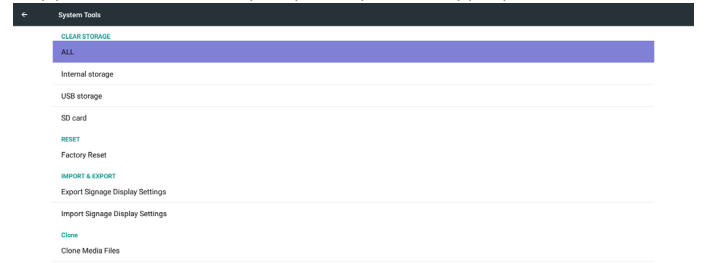 System Tools
CLEAR STORAGE
ALL
Internal storage
USB storage
SD card
RESET
Factory Reset
IMPORT & EXPORT
Export Signage Display Settings
Import Signage Display Settings
Clone
Clone Media Files